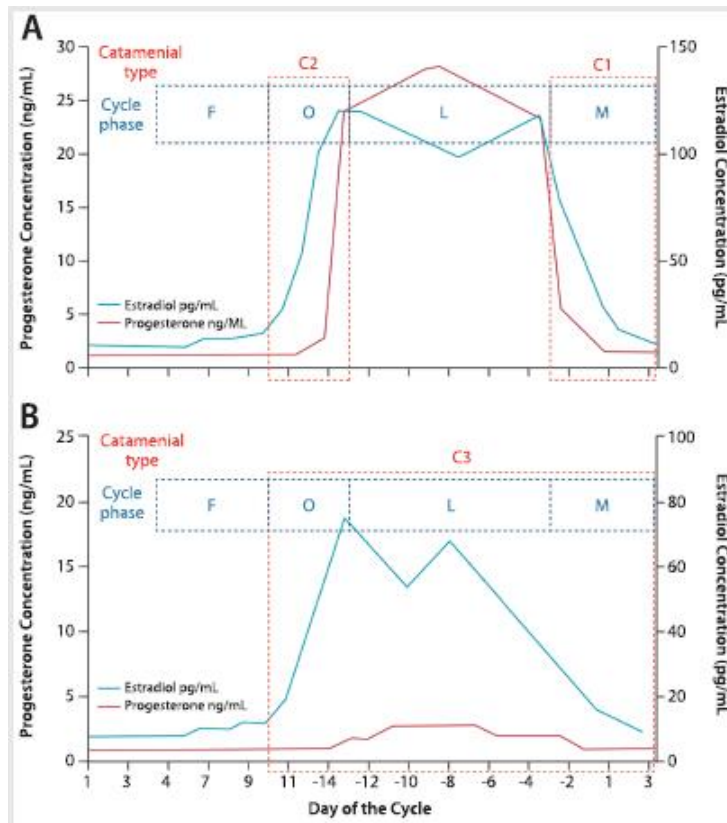 A
Catamenial
type
C2
C1
Cycle
phase
F
O
L
M
30
25
20
15
10
5
0
150
100
50
0
Progesterone Concentration (ng/mL)
Estradiol Concentration (pg/mL
Estradiol pg/mL
Progesterone ng/ML
B
Catamenial
type
C3
Cycle
phase
F
O
L
M
25
20
15
10
5
0
100
80
60
40
20
0
Progesterone Concentration (ng/mL)
Estradiol Concentration (pg/mL
Estradiol pg/mL
Progesterone ng/mL
1 3 7 9 11 -14 -12 -10 -8 -4 -2 1 3
Day of the Cycle